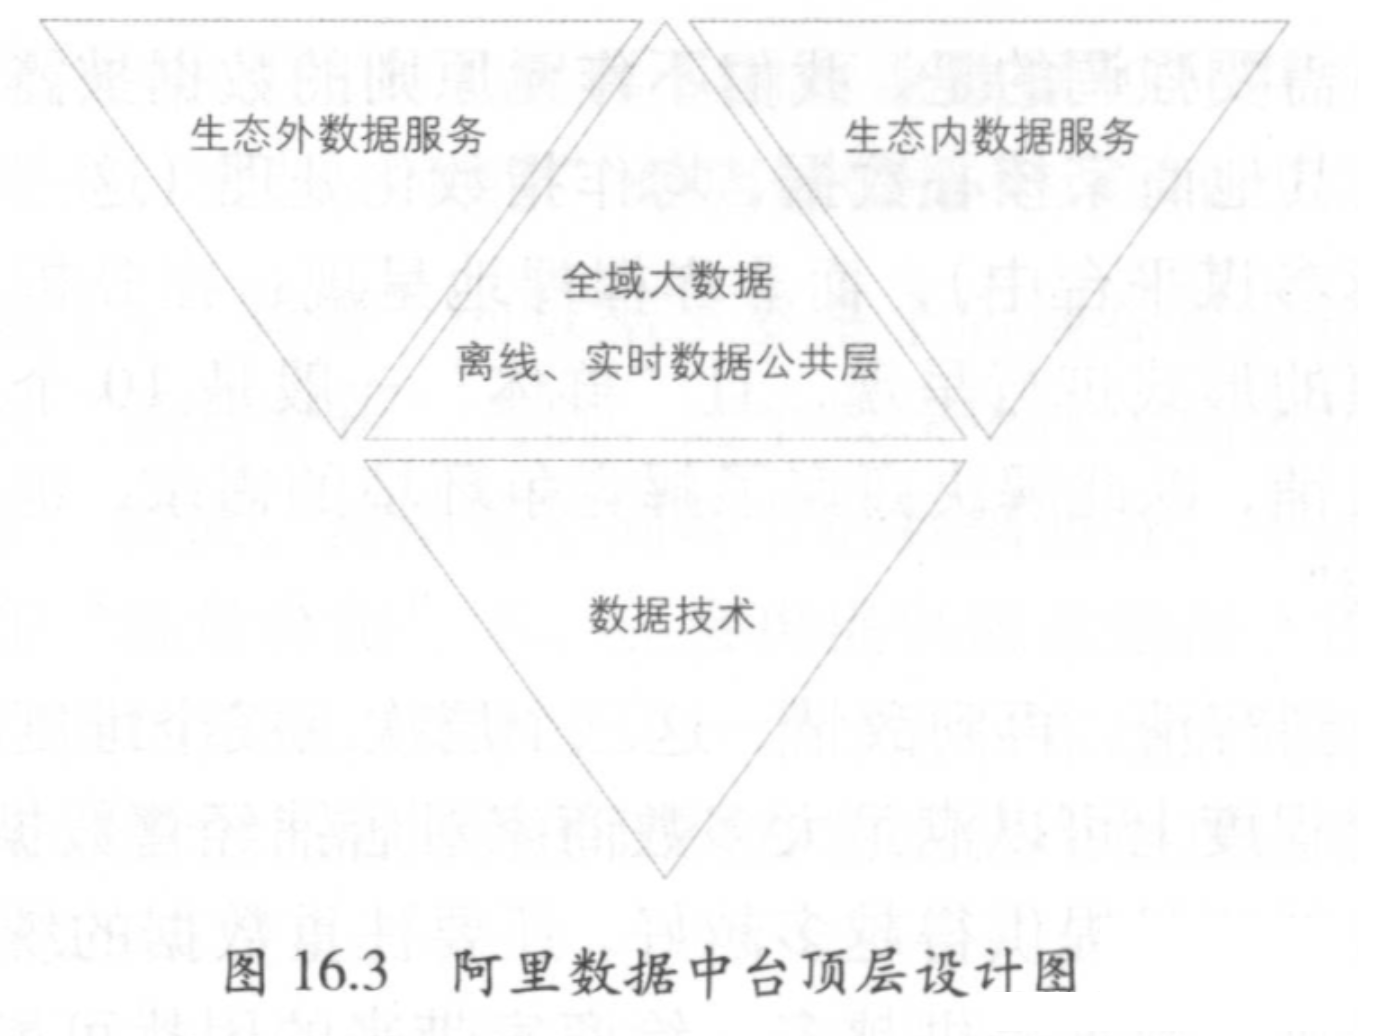 生态外数据服务
生态内数据服务
全域大数据
离线、实时数据公共层
数据技术
图 16.3 阿里数据中台顶层设计图